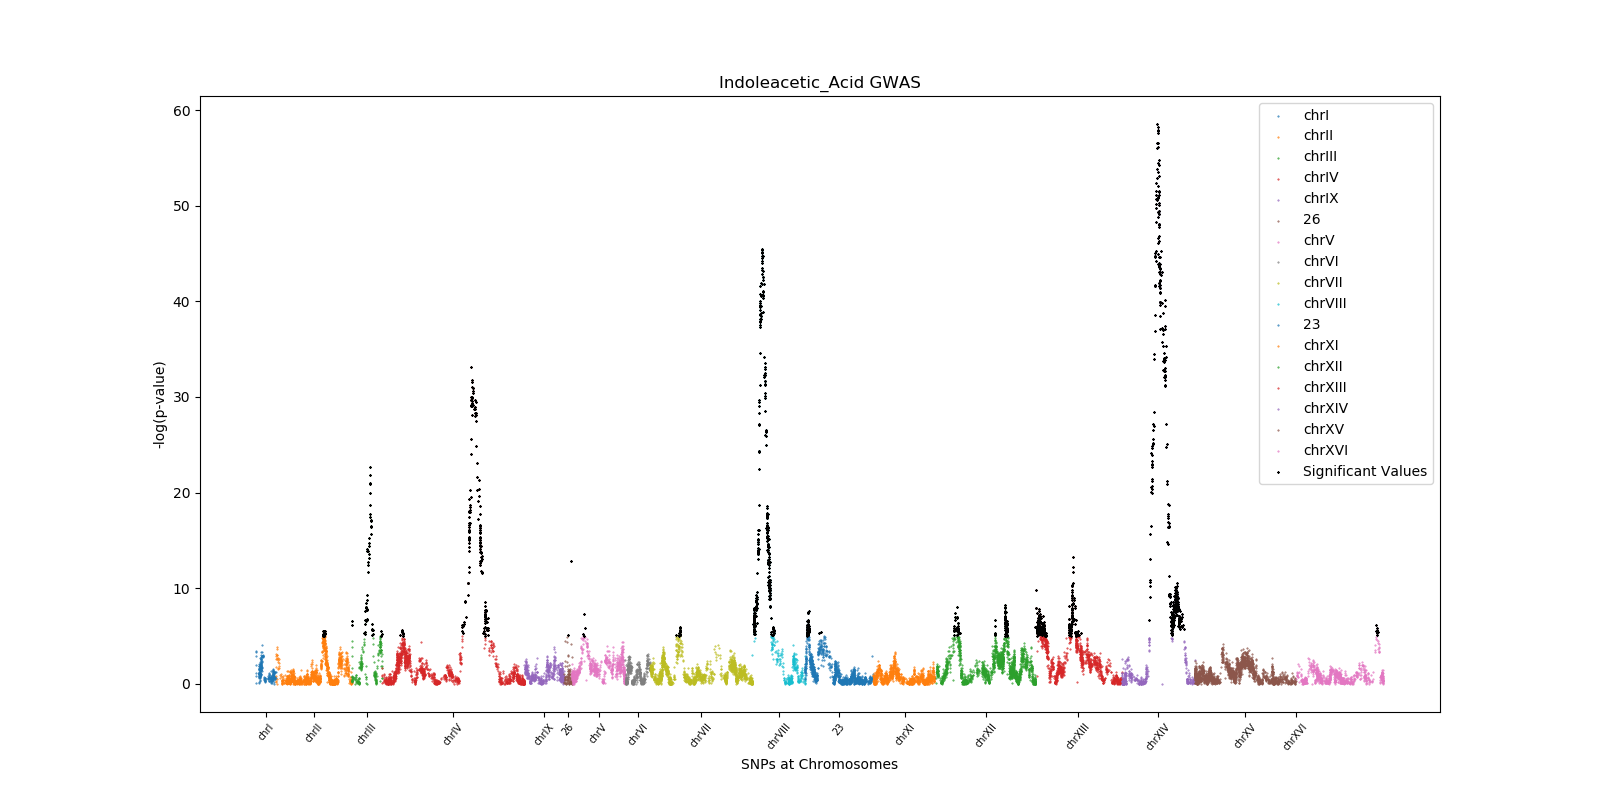 Indoleacetic_Acid GWAS
60
50
40
30
20
10
0
-log(p-value)
chrI
chrII
chrIII
chrIV
chrIX
26
chrV
chrVI
chrVII
chrVIII
23
chrXI
chrXII
chrXIII
chrXIV
chrXV
chrXVI
Significant Values
chrI
chrII
chrIII
chrIV
chrIX
26
chrV
chrVI
chrVII
chrVIII
23
chrXI
chrXII
chrXIII
chrXIV
chrXV
chrXVI
SNPs at Chromosomes